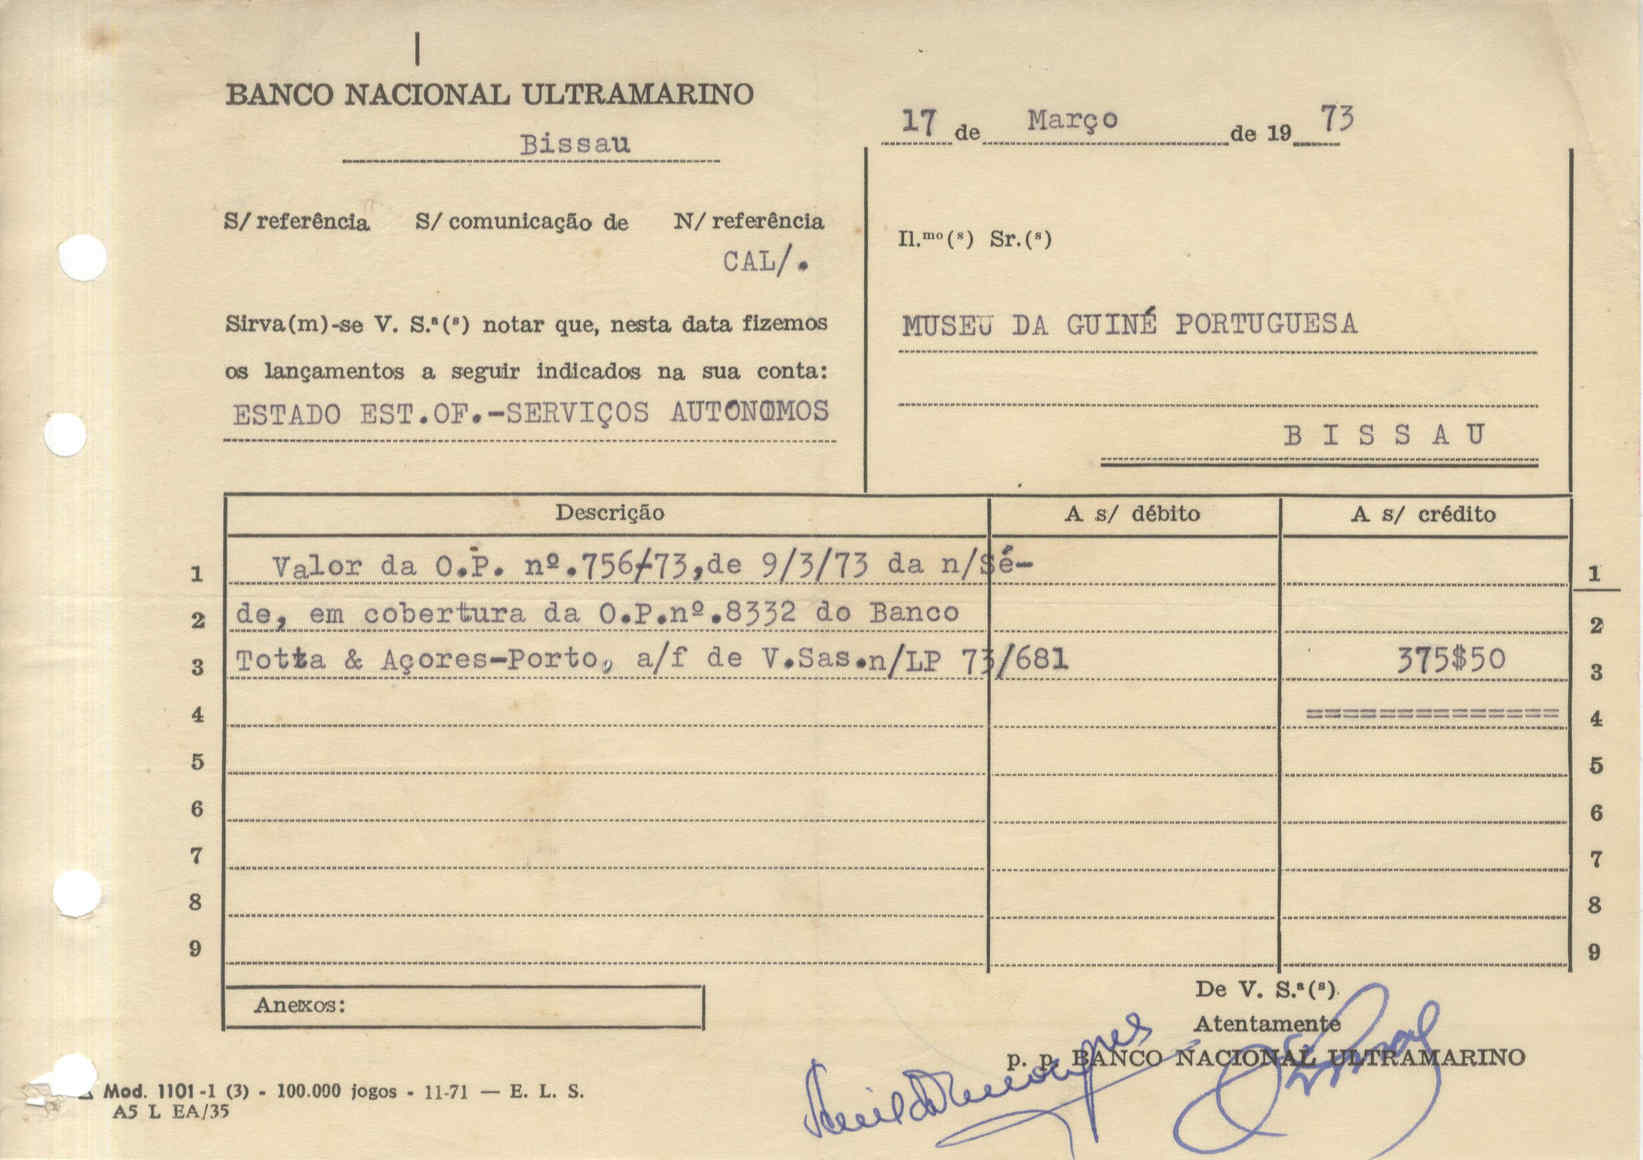 BANCO NACIONAL ULTRAMARINO
Bissau
17 de Março de 19 73
S/ referência S/ comunicação de N/ referência
CAL/.
Il.mo(s) Sr.(s)
Sirva(m)-se V. S.ª(s) notar que, nesta data fizemos
os lançamentos a seguir indicados na sua conta:
ESTADO EST.OF.-SERVIÇOS AUTONOMOS
MUSEU DA GUINÉ PORTUGUESA
B I S S A U
Descrição A s/ débito A s/ crédito
1 Valor da O.P. nº.756/73,de 9/3/73 da n/Sé- 1
2 de, em cobertura da O.P.nº.8332 do Banco 2
3 Totta & Açores-Porto, a/f de V.Sas.n/LP 73/681 375$50 3
4 ============== 4
5 5
6 6
7 7
8 8
9 9
Anexos:
De V. S.ª(s)
Atentamente
p. p. BANCO NACIONAL ULTRAMARINO
Mod. 1101-1 (3) - 100.000 jogos - 11-71 — E. L. S.
A5 L EA/35